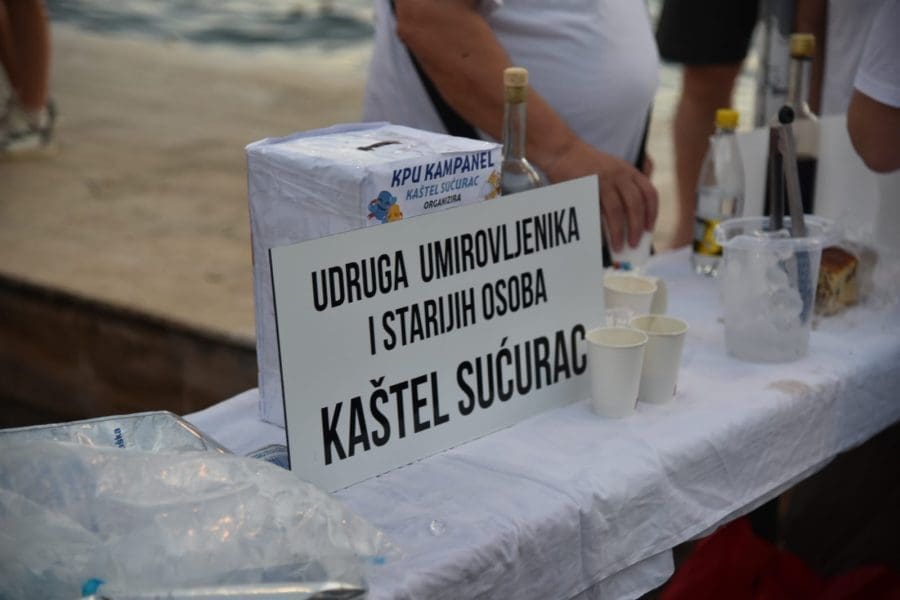 KPU KAMPANEL
KAŠTEL SUĆURAC
ORGANIZIRA
UDRUGA UMIROVLJENIKA
I STARIJIH OSOBA
KAŠTEL SUĆURAC